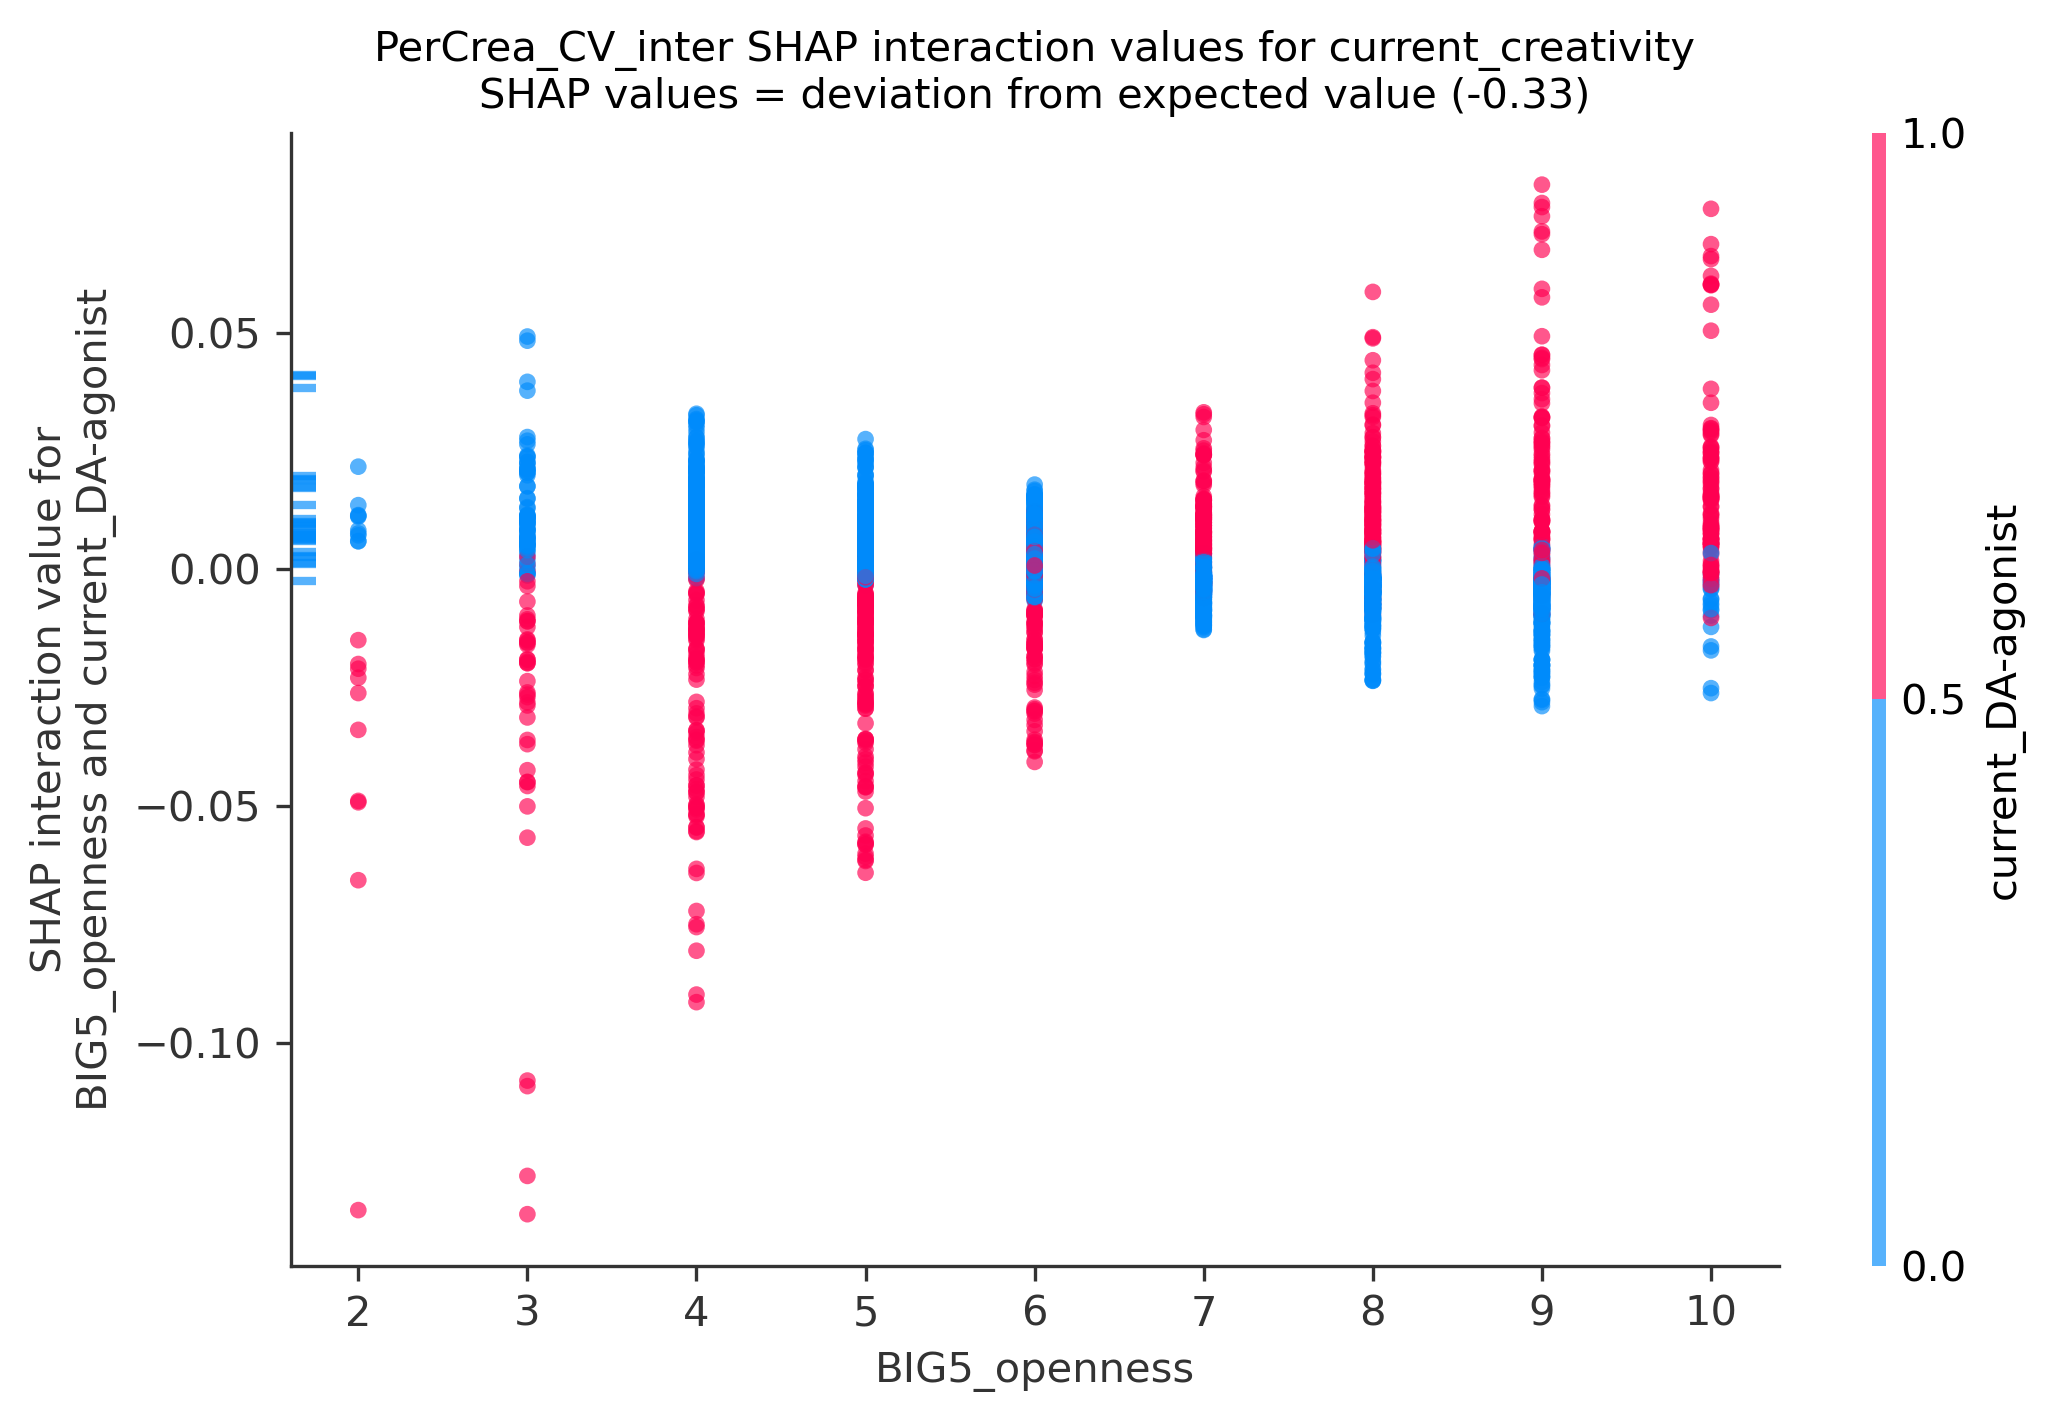 PerCrea_CV_inter SHAP interaction values for current_creativity
SHAP values = deviation from expected value (-0.33)
SHAP interaction value for
BIG5_openness and current_DA-agonist
0.05
0.00
−0.05
−0.10
2 3 4 5 6 7 8 9 10
BIG5_openness
1.0
0.5
0.0
current_DA-agonist